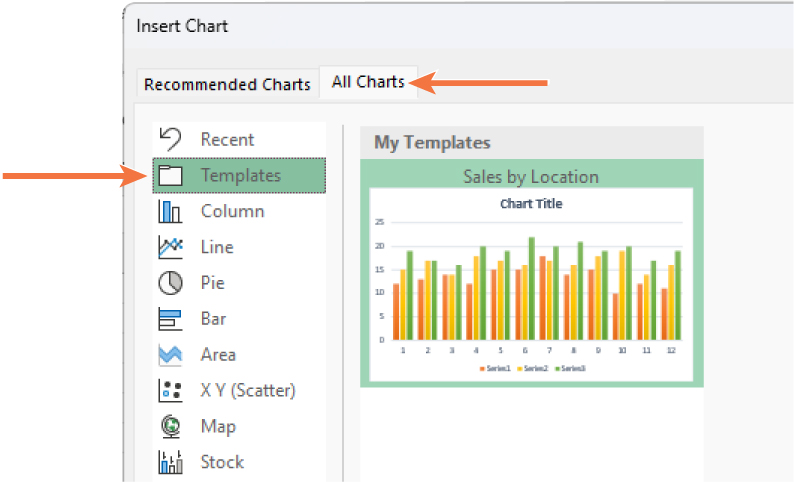 Insert Chart
Recommended Charts
All Charts
Recent
Templates
Column
Line
Pie
Bar
Area
X Y (Scatter)
Map
Stock
My Templates
Sales by Location
Chart Title
25
20
15
10
5
0
1 2 3 4 5 6 7 8 9 10 11 12
Series1 Series2 Series3